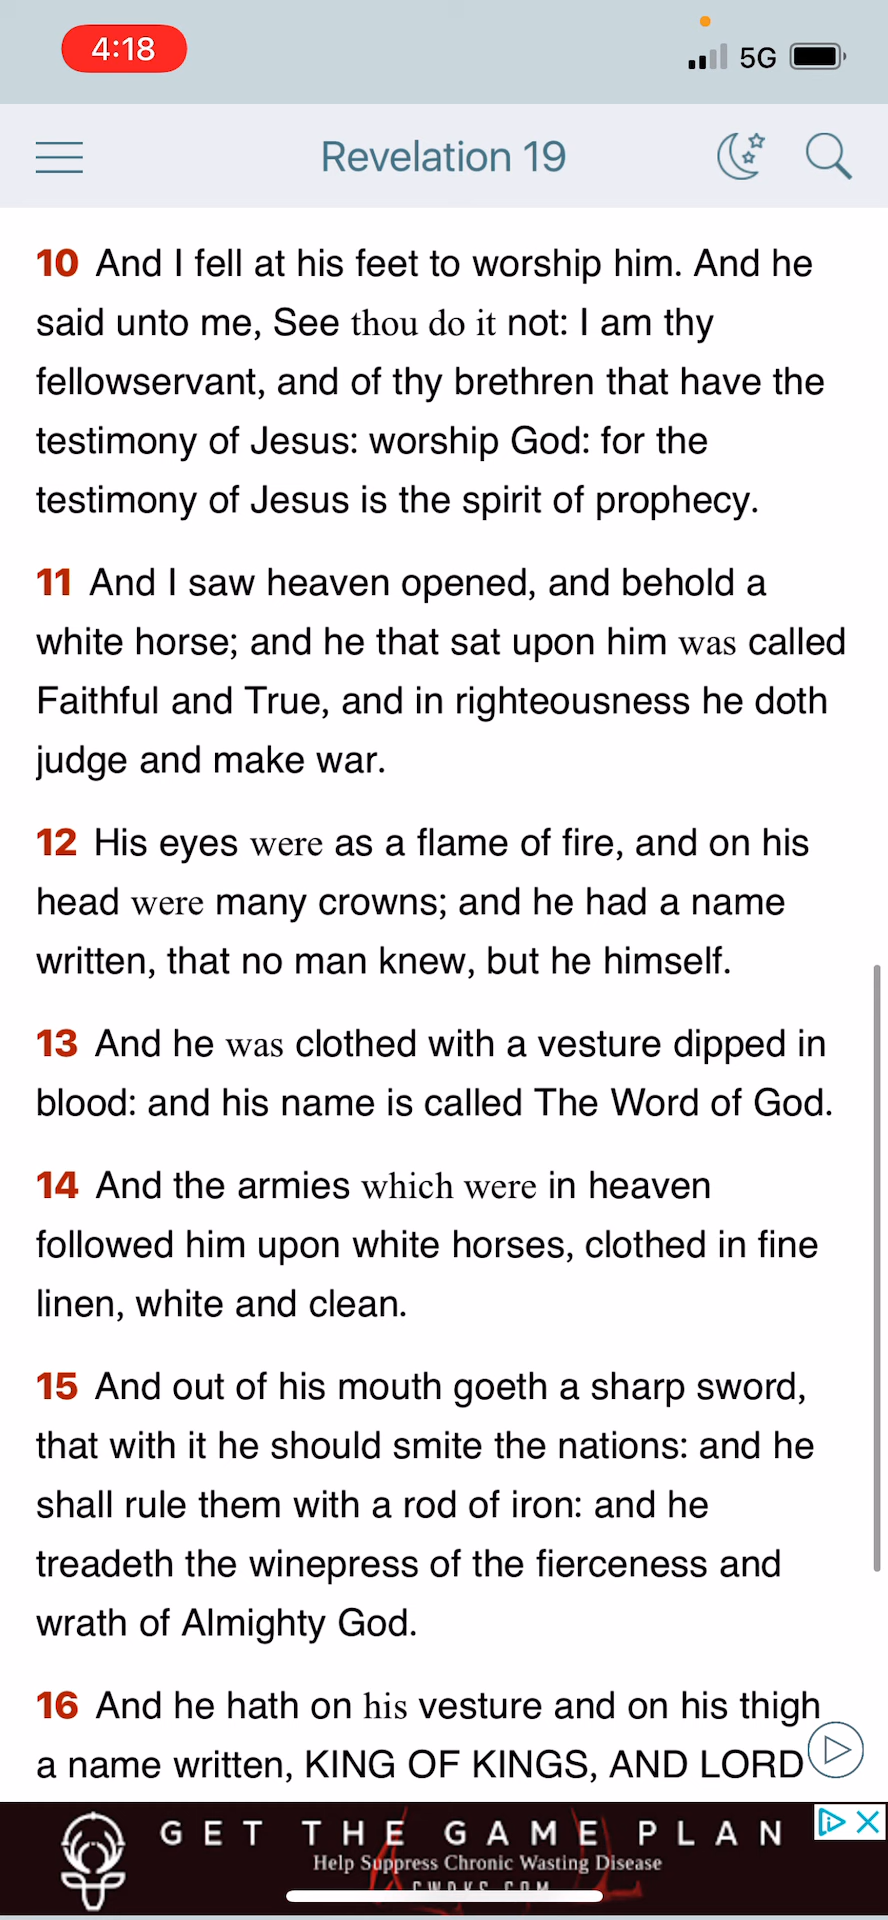 4:18
5G
Revelation 19
10 And I fell at his feet to worship him. And he
said unto me, See thou do it not: I am thy
fellowservant, and of thy brethren that have the
testimony of Jesus: worship God: for the
testimony of Jesus is the spirit of prophecy.
11 And I saw heaven opened, and behold a
white horse; and he that sat upon him was called
Faithful and True, and in righteousness he doth
judge and make war.
12 His eyes were as a flame of fire, and on his
head were many crowns; and he had a name
written, that no man knew, but he himself.
13 And he was clothed with a vesture dipped in
blood: and his name is called The Word of God.
14 And the armies which were in heaven
followed him upon white horses, clothed in fine
linen, white and clean.
15 And out of his mouth goeth a sharp sword,
that with it he should smite the nations: and he
shall rule them with a rod of iron: and he
treadeth the winepress of the fierceness and
wrath of Almighty God.
16 And he hath on his vesture and on his thigh
a name written, KING OF KINGS, AND LORD
GET THE GAME PLAN
Help Suppress Chronic Wasting Disease